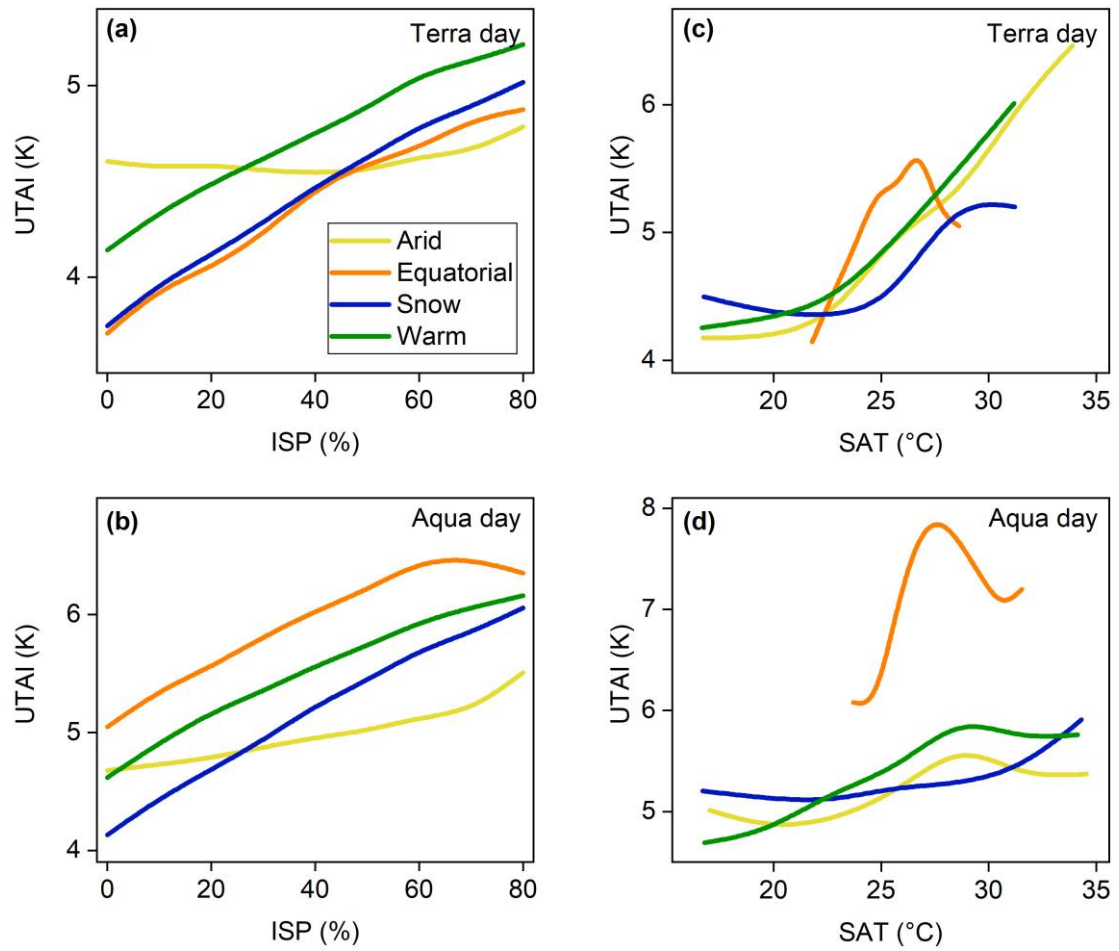 (a) Terra day
5
4
UTAI (K)
Arid
Equatorial
Snow
Warm
0 20 40 60 80
ISP (%)
(c) Terra day
6
5
4
UTAI (K)
20 25 30 35
SAT (°C)
(b) Aqua day
6
5
4
UTAI (K)
0 20 40 60 80
ISP (%)
(d) Aqua day
8
7
6
5
UTAI (K)
20 25 30 35
SAT (°C)